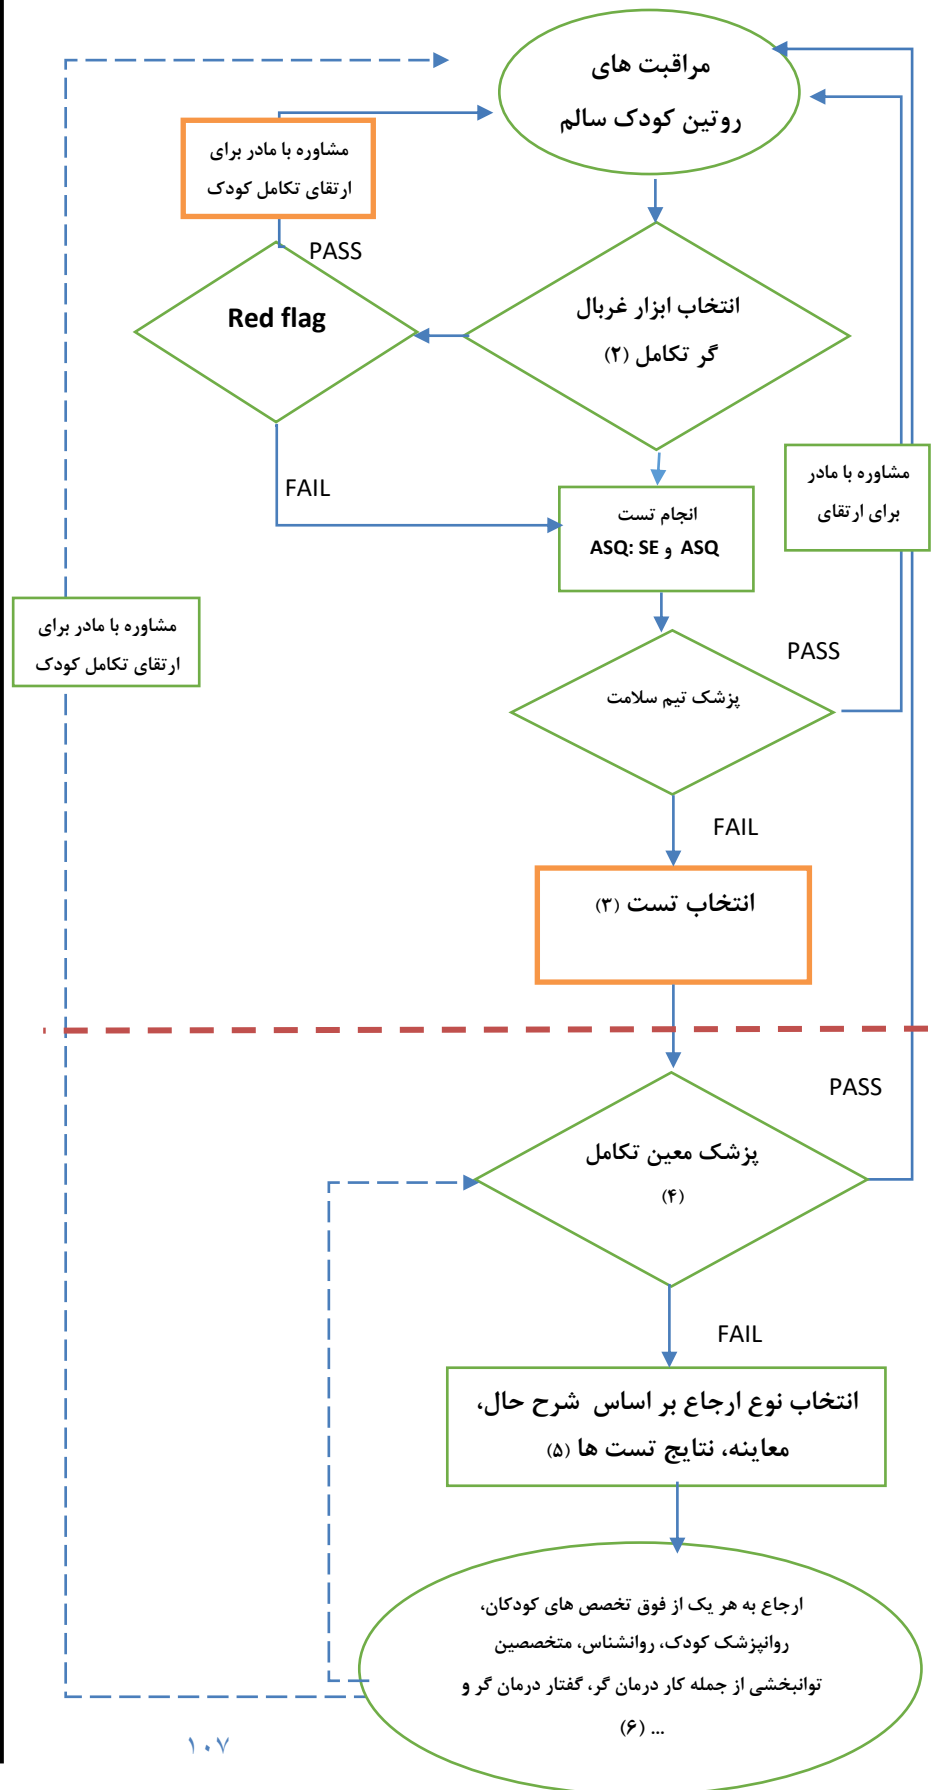 مراقبت های
روتین کودک سالم
مشاوره با مادر برای
ارتقای تکامل کودک
PASS
Red flag
انتخاب ابزار غربال
گر تکامل (۲)
FAIL
مشاوره با مادر
برای ارتقای
انجام تست
ASQ و ASQ: SE
مشاوره با مادر برای
ارتقای تکامل کودک
PASS
پزشک تیم سلامت
FAIL
انتخاب تست (۳)
PASS
پزشک معین تکامل
(۴)
FAIL
انتخاب نوع ارجاع بر اساس شرح حال،
معاینه، نتایج تست ها (۵)
ارجاع به هر یک از فوق تخصص های کودکان،
روانپزشک کودک، روانشناس، متخصصین
توانبخشی از جمله کار درمان گر، گفتار درمان گر و
... (۶)
۱۰۷